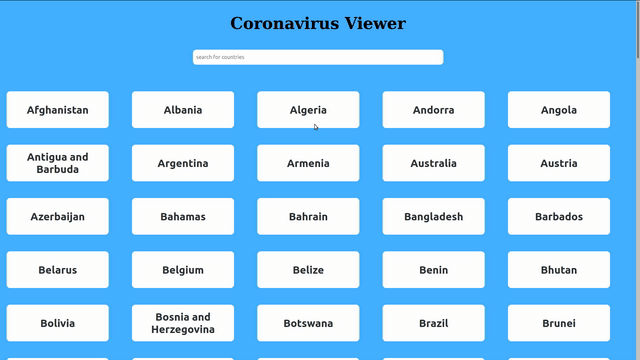 Coronavirus Viewer
search for countries
Afghanistan
Albania
Algeria
Andorra
Angola
Antigua and
Barbuda
Argentina
Armenia
Australia
Austria
Azerbaijan
Bahamas
Bahrain
Bangladesh
Barbados
Belarus
Belgium
Belize
Benin
Bhutan
Bolivia
Bosnia and
Herzegovina
Botswana
Brazil
Brunei